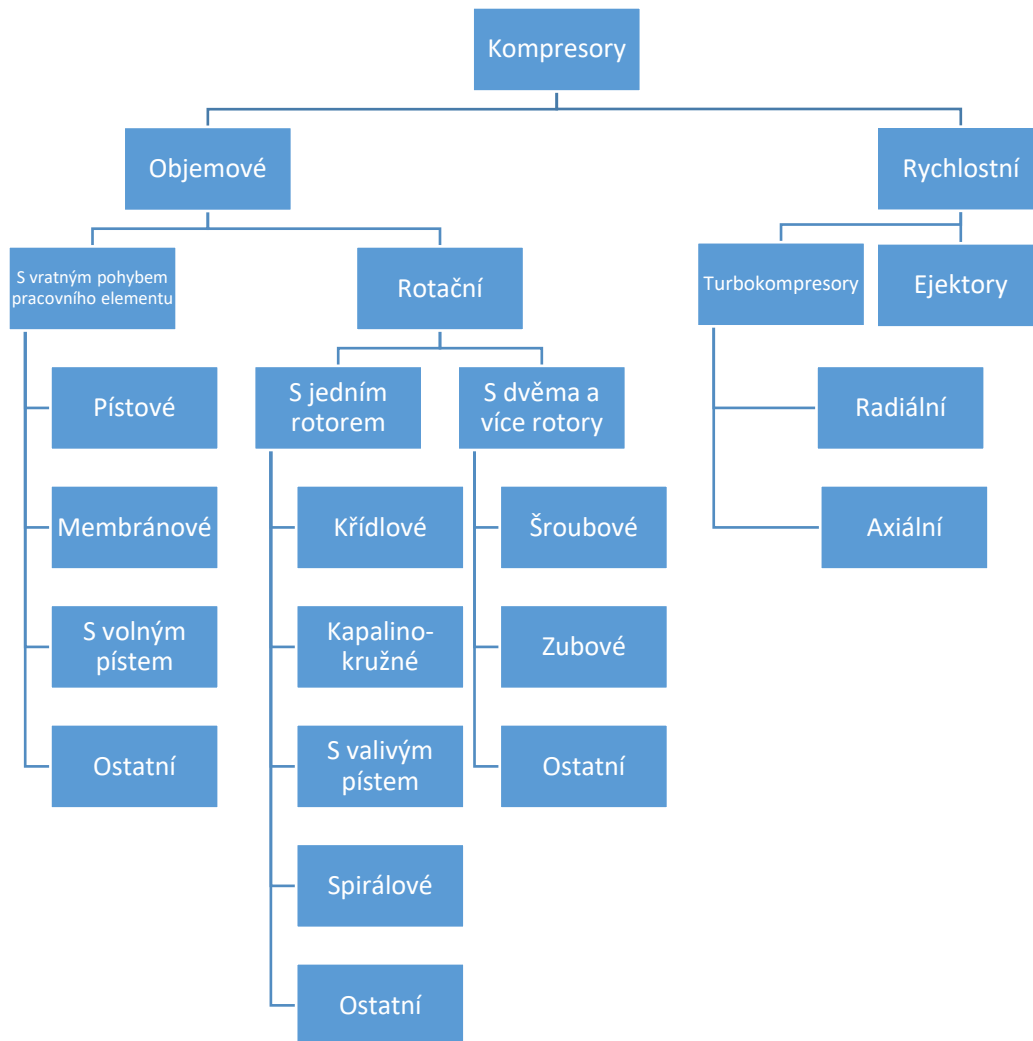 Kompresory
Objemové
Rychlostní
S vratným pohybem
pracovního elementu
Rotační
Turbokompresory
Ejektory
S jedním
rotorem
S dvěma a
více rotory
Pístové
Radiální
Membránové
Křídlové
Šroubové
Axiální
S volným
pístem
Kapalino-
kružné
Zubové
Ostatní
S valivým
pístem
Ostatní
Spirálové
Ostatní